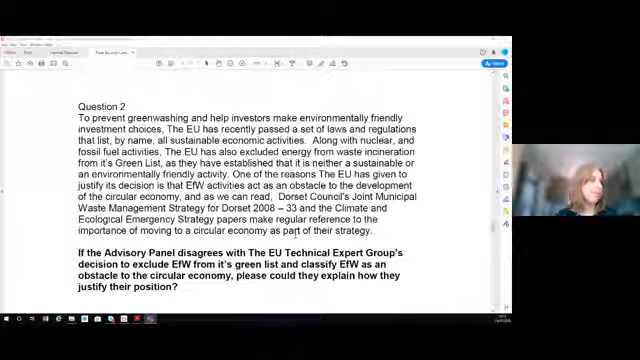 Question 2
To prevent greenwashing and help investors make environmentally friendly
investment choices, The EU has recently passed a set of laws and regulations
that list, by name, all sustainable economic activities. Along with nuclear, and
fossil fuel activities, The EU has also excluded energy from waste incineration
from it's Green List, as they have established that it is neither a sustainable or
an environmentally friendly activity. One of the reasons The EU has given to
justify its decision is that EfW activities act as an obstacle to the development
of the circular economy, and as we can read, Dorset Council's Joint Municipal
Waste Management Strategy for Dorset 2008 – 33 and the Climate and
Ecological Emergency Strategy papers make regular reference to the
importance of moving to a circular economy as part of their strategy.
If the Advisory Panel disagrees with The EU Technical Expert Group's
decision to exclude EfW from it's green list and classify EfW as an
obstacle to the circular economy, please could they explain how they
justify their position?